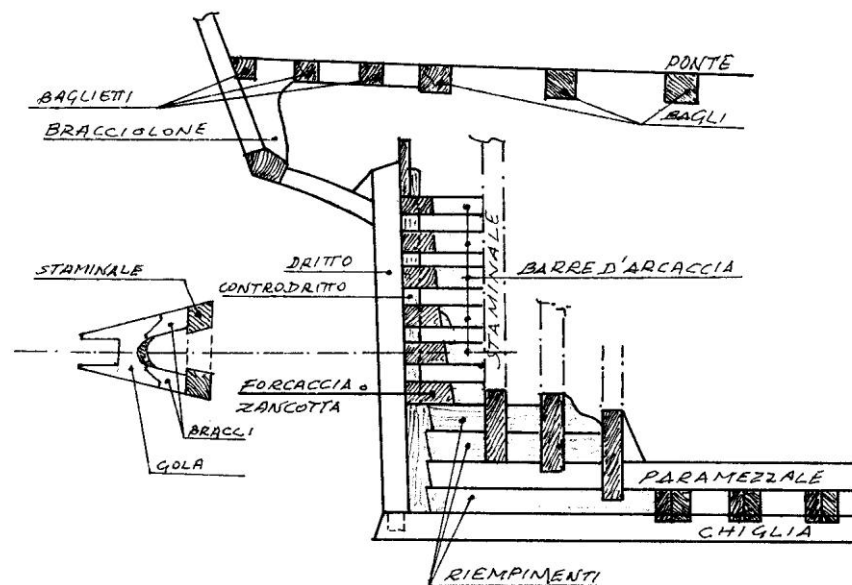 PONTE
BAGLIETTI
BAGLI
BRACCIOLONE
STAMINALE
DRITTO
BARRE D'ARCACCIA
STAMINALE
CONTRODRITTO
FORCACCIA O
ZANCOTTA
BRACCI
GOLA
PARAMEZZALE
CHIGLIA
RIEMPIMENTI